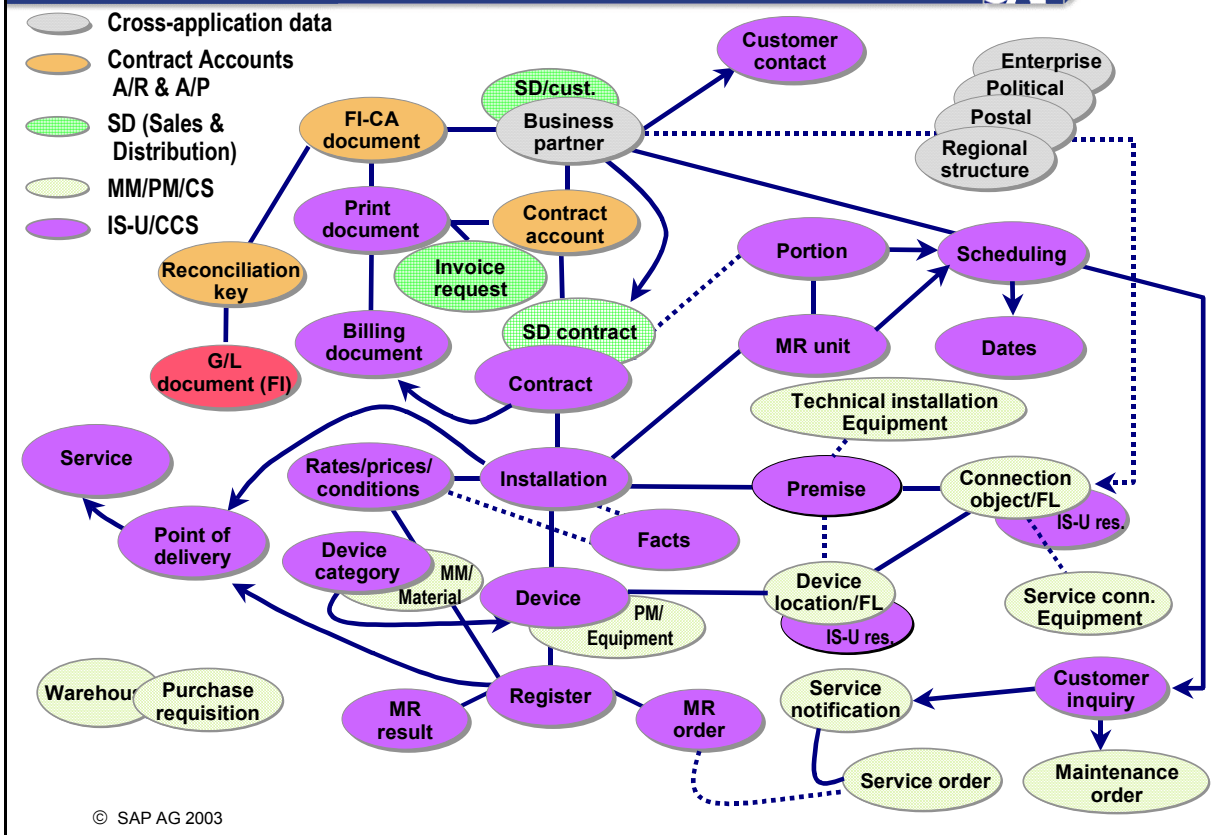 Cross-application data
Contract Accounts
A/R & A/P
SD (Sales &
Distribution)
MM/PM/CS
IS-U/CCS
Customer
contact
Enterprise
Political
Postal
Regional
structure
SD/cust.
Business
partner
FI-CA
document
Print
document
Contract
account
Invoice
request
Reconciliation
key
Portion
Scheduling
SD contract
Billing
document
MR unit
Dates
G/L
document (FI)
Contract
Technical installation
Equipment
Service
Rates/prices/
conditions
Installation
Premise
Connection
object/FL
IS-U res.
Point of
delivery
Facts
Device
category
MM/
Material
Device
PM/
Equipment
Device
location/FL
IS-U res.
Service conn.
Equipment
Warehou
Purchase
requisition
MR
result
Register
MR
order
Service
notification
Customer
inquiry
Service order
Maintenance
order
© SAP AG 2003